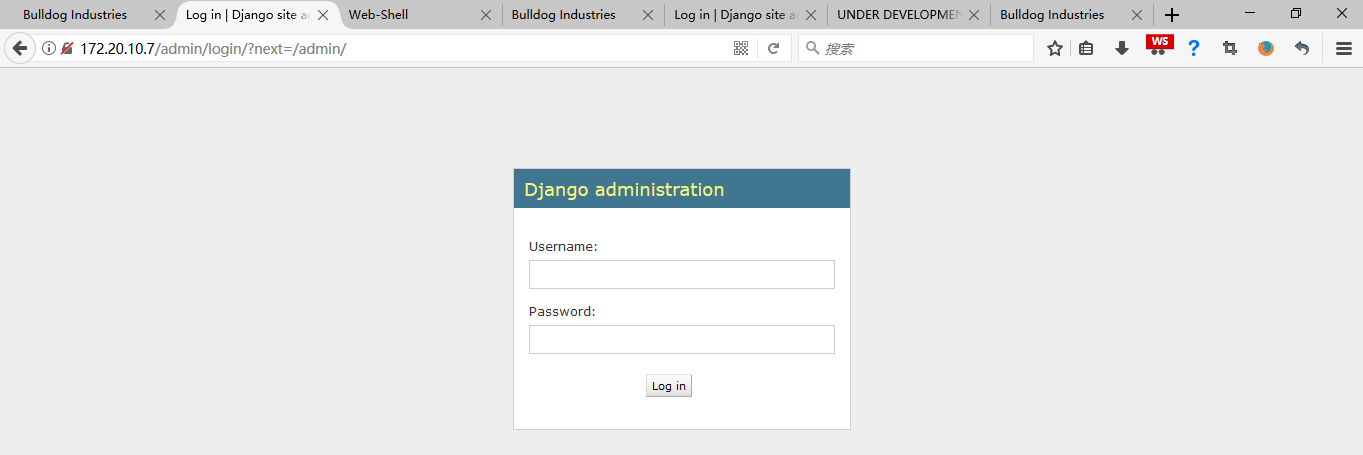 Bulldog Industries
Log in | Django site a
Web-Shell
Bulldog Industries
Log in | Django site a
UNDER DEVELOPMEN
Bulldog Industries
172.20.10.7/admin/login/?next=/admin/
搜索
WS
Django administration
Username:
Password:
Log in